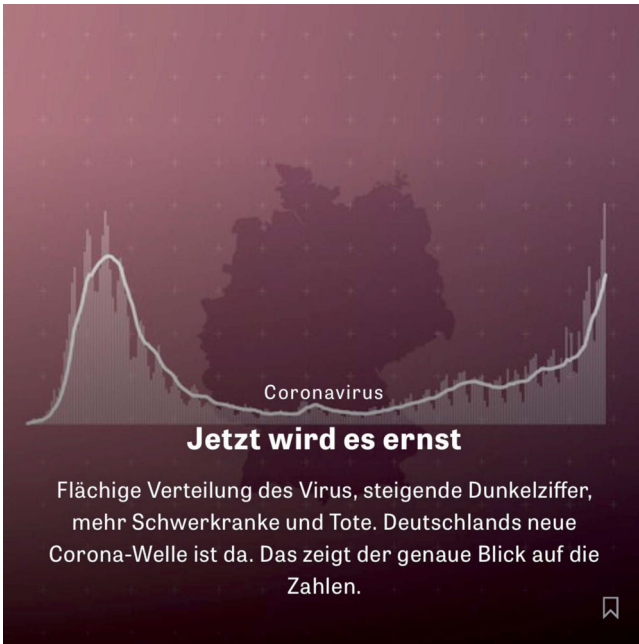 Coronavirus
Jetzt wird es ernst
Flächige Verteilung des Virus, steigende Dunkelziffer,
mehr Schwerkranke und Tote. Deutschlands neue
Corona-Welle ist da. Das zeigt der genaue Blick auf die
Zahlen.